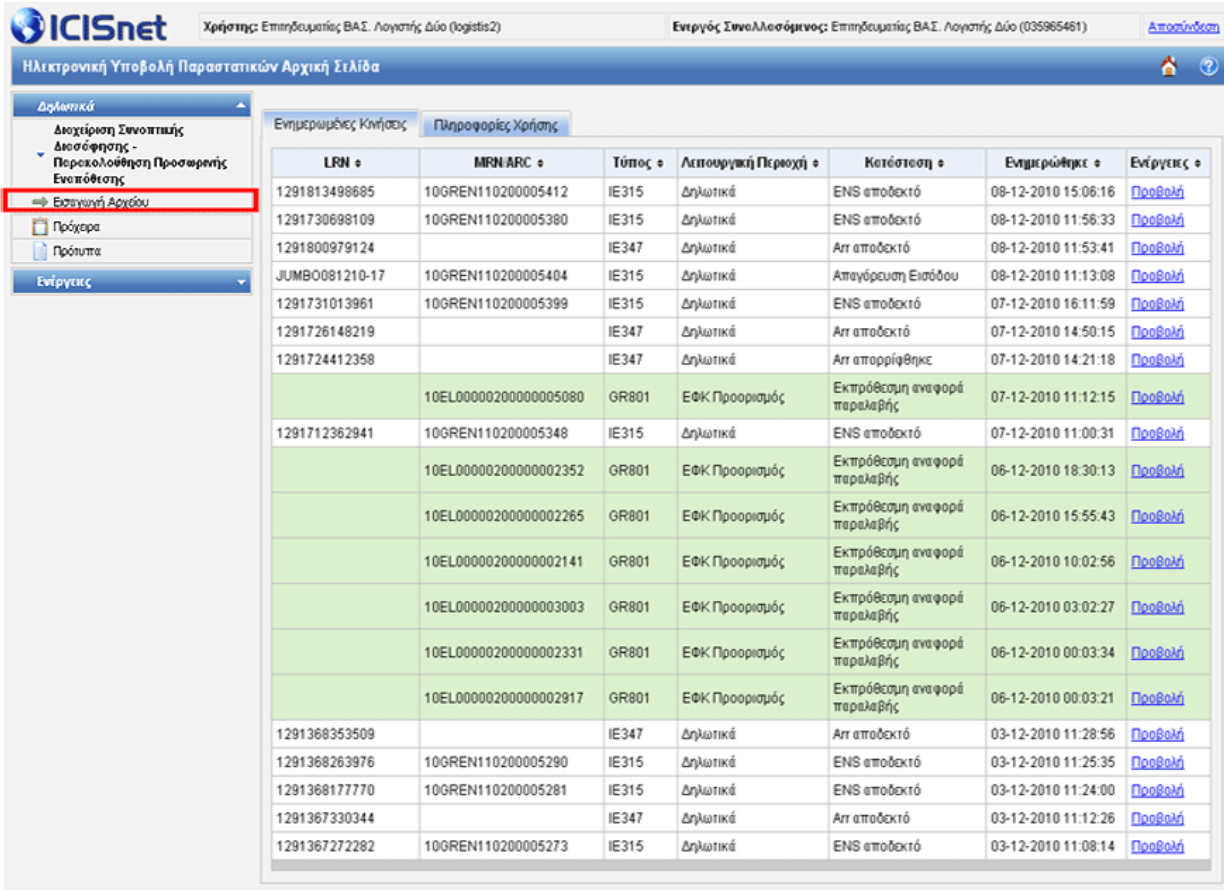 ICISnet
Χρήστης: Επιτηδευματίας ΒΑΣ. Λογιστής Δύο (logistis2)
Ενεργός Συναλλασόμενος: Επιτηδευματίας ΒΑΣ. Λογιστής Δύο (035965461)
Αποσύνδεση
Ηλεκτρονική Υποβολή Παραστατικών Αρχική Σελίδα
Δηλωτικά
Διαχείριση Συνοπτικής
Διασάφησης -
Παρακολούθηση Προσωρινής
Εναπόθεσης
Εισαγωγή Αρχείου
Πρόχειρα
Πρότυπα
Ενέργειες
Ενημερωμένες Κινήσεις Πληροφορίες Χρήσης
LRN MRN/ARC Τύπος Λειτουργική Περιοχή Κατάσταση Ενημερώθηκε Ενέργειες
1291813498685 10GREN110200005412 IE315 Δηλωτικά ENS αποδεκτό 08-12-2010 15:06:16 Προβολή
1291730698109 10GREN110200005380 IE315 Δηλωτικά ENS αποδεκτό 08-12-2010 11:56:33 Προβολή
1291800979124 IE347 Δηλωτικά Arr αποδεκτό 08-12-2010 11:53:41 Προβολή
JUMBO081210-17 10GREN110200005404 IE315 Δηλωτικά Απαγόρευση Εισόδου 08-12-2010 11:13:08 Προβολή
1291731013961 10GREN110200005399 IE315 Δηλωτικά ENS αποδεκτό 07-12-2010 16:11:59 Προβολή
1291726148219 IE347 Δηλωτικά Arr αποδεκτό 07-12-2010 14:50:15 Προβολή
1291724412358 IE347 Δηλωτικά Arr απορρίφθηκε 07-12-2010 14:21:18 Προβολή
10EL00000200000005080 GR801 ΕΦΚ Προορισμός Εκπρόθεσμη αναφορά παραλαβής 07-12-2010 11:12:15 Προβολή
1291712362941 10GREN110200005348 IE315 Δηλωτικά ENS αποδεκτό 07-12-2010 11:00:31 Προβολή
10EL00000200000002352 GR801 ΕΦΚ Προορισμός Εκπρόθεσμη αναφορά παραλαβής 06-12-2010 18:30:13 Προβολή
10EL00000200000002265 GR801 ΕΦΚ Προορισμός Εκπρόθεσμη αναφορά παραλαβής 06-12-2010 15:55:43 Προβολή
10EL00000200000002141 GR801 ΕΦΚ Προορισμός Εκπρόθεσμη αναφορά παραλαβής 06-12-2010 10:02:56 Προβολή
10EL00000200000003003 GR801 ΕΦΚ Προορισμός Εκπρόθεσμη αναφορά παραλαβής 06-12-2010 03:02:27 Προβολή
10EL00000200000002331 GR801 ΕΦΚ Προορισμός Εκπρόθεσμη αναφορά παραλαβής 06-12-2010 00:03:34 Προβολή
10EL00000200000002917 GR801 ΕΦΚ Προορισμός Εκπρόθεσμη αναφορά παραλαβής 06-12-2010 00:03:21 Προβολή
1291368353509 IE347 Δηλωτικά Arr αποδεκτό 03-12-2010 11:28:56 Προβολή
1291368263976 10GREN110200005290 IE315 Δηλωτικά ENS αποδεκτό 03-12-2010 11:25:35 Προβολή
1291368177770 10GREN110200005281 IE315 Δηλωτικά ENS αποδεκτό 03-12-2010 11:24:00 Προβολή
1291367330344 IE347 Δηλωτικά Arr αποδεκτό 03-12-2010 11:12:26 Προβολή
1291367272282 10GREN110200005273 IE315 Δηλωτικά ENS αποδεκτό 03-12-2010 11:08:14 Προβολή